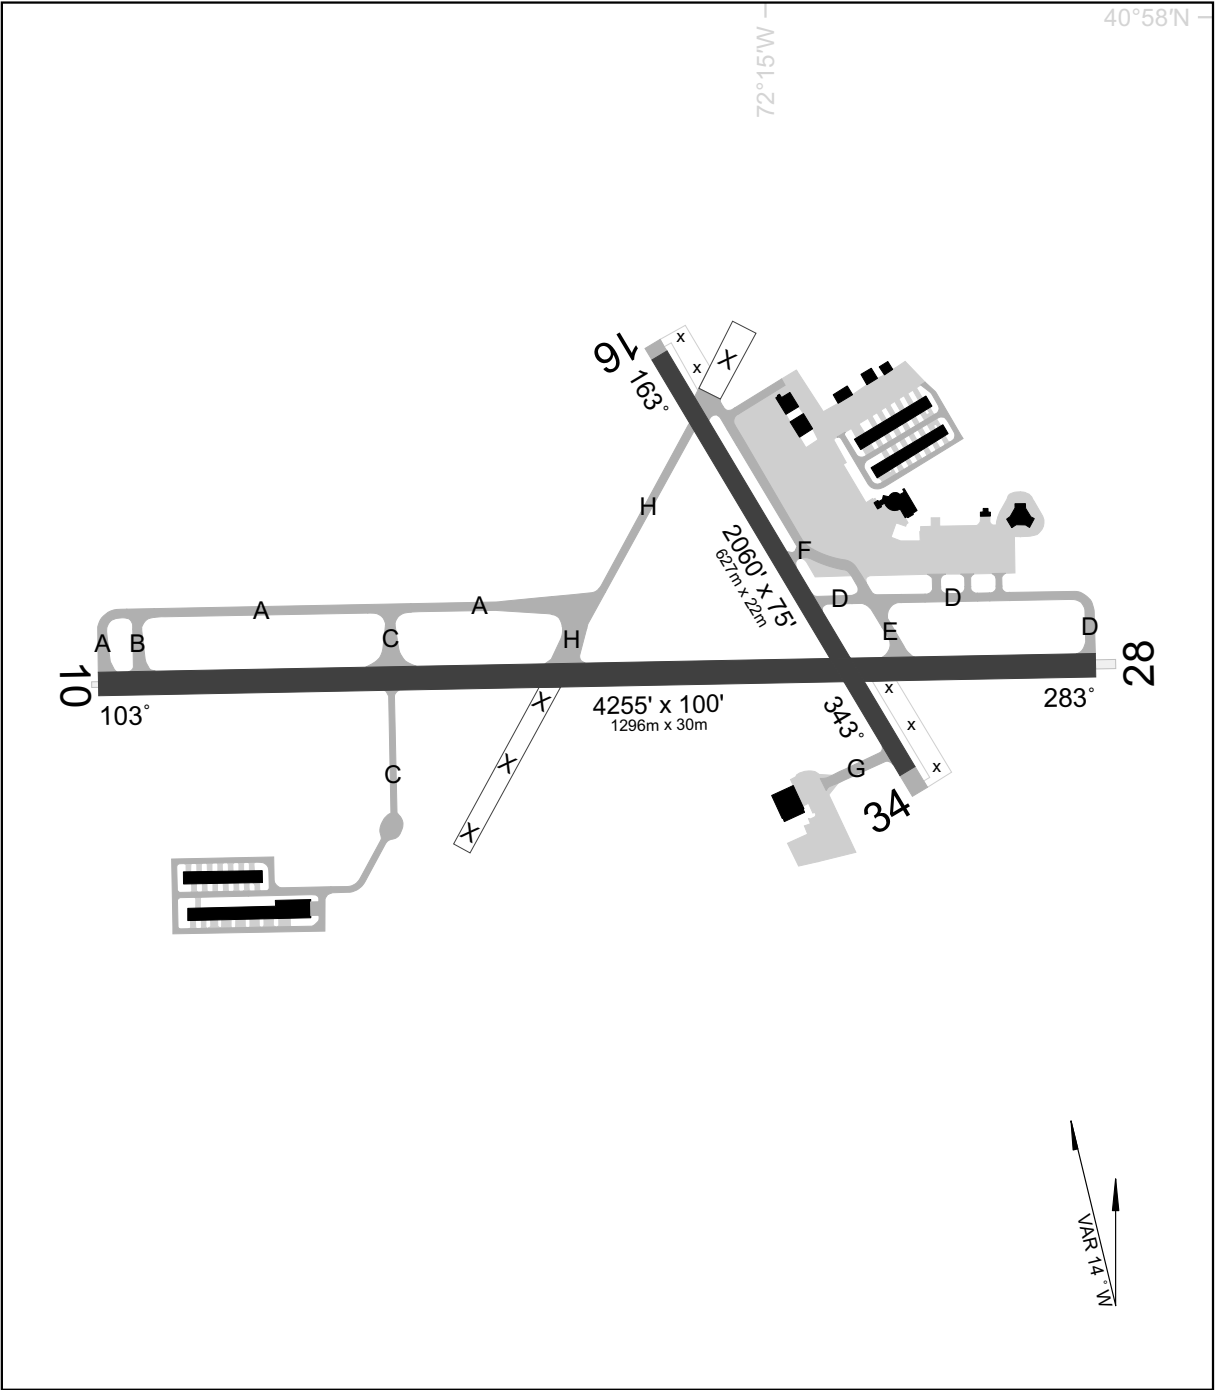 40°58'N
72°15'W
x
x
X
16
163°
H
2060' x 75'
627m x 22m
F
A
A
D
D
A
B
C
H
E
D
10
28
103°
4255' x 100'
1296m x 30m
283°
343°
x
x
x
X
X
X
C
G
34
VAR 14° W